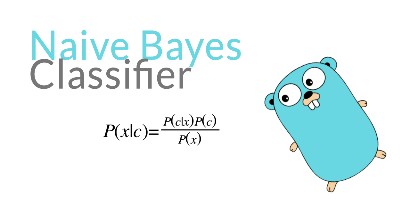 Naive Bayes
Classifier
P(x|c)=P(c|x)P(c)/P(x)